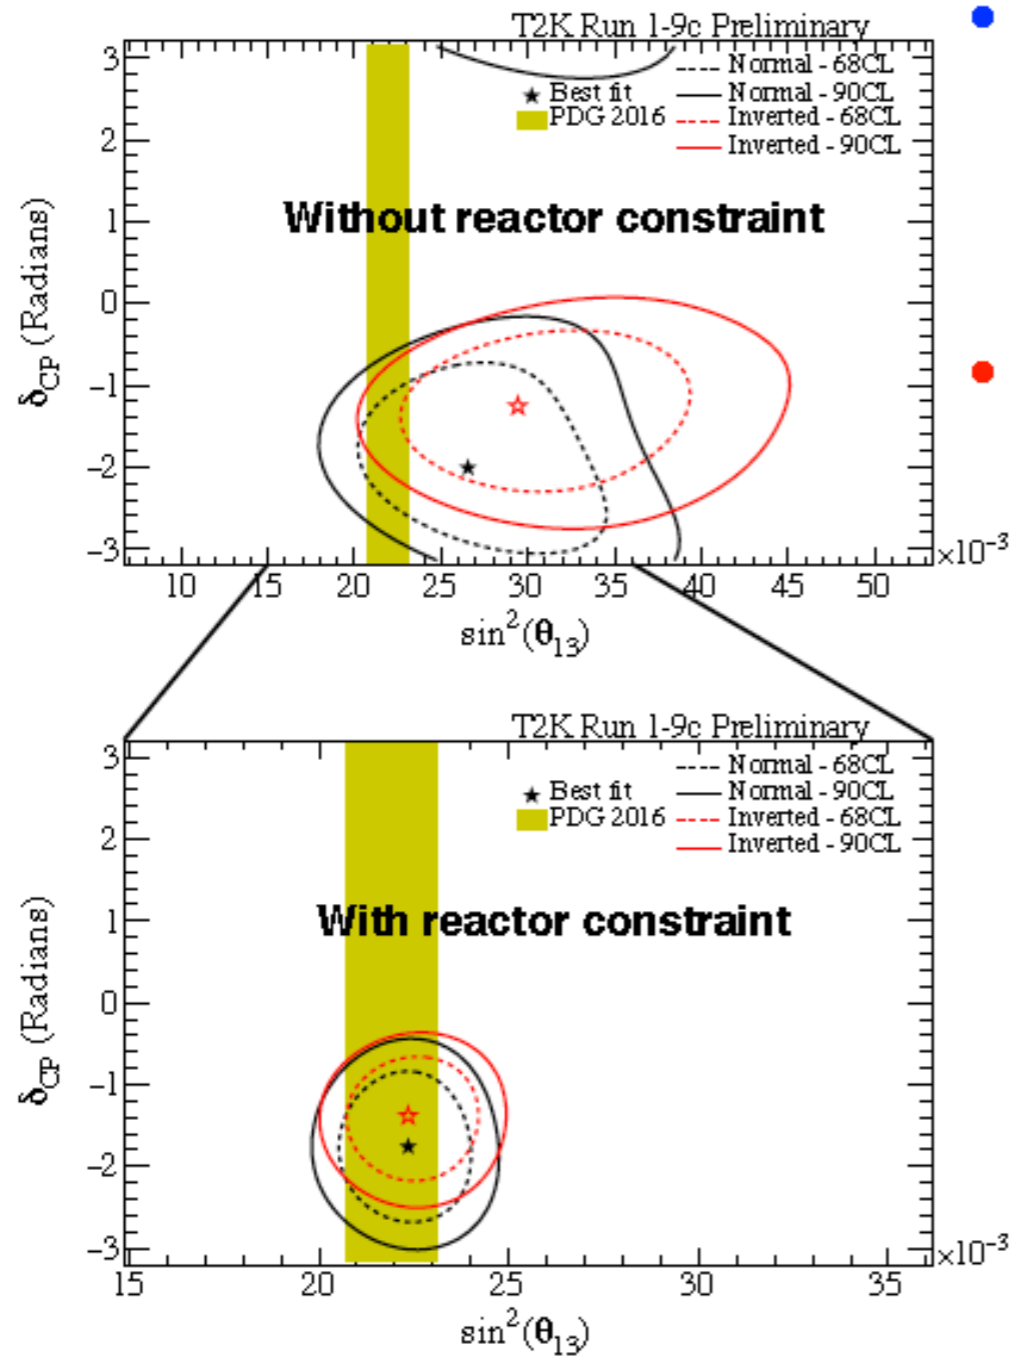 T2K Run 1-9c Preliminary
Normal - 68CL
★ Best fit
Normal - 90CL
PDG 2016
Inverted - 68CL
Inverted - 90CL
Without reactor constraint
δCP (Radians)
3
2
1
0
−1
−2
−3
10 15 20 25 30 35 40 45 50
×10⁻³
sin²(θ₁₃)
T2K Run 1-9c Preliminary
Normal - 68CL
★ Best fit
Normal - 90CL
PDG 2016
Inverted - 68CL
Inverted - 90CL
With reactor constraint
δCP (Radians)
3
2
1
0
−1
−2
−3
15 20 25 30 35
×10⁻³
sin²(θ₁₃)